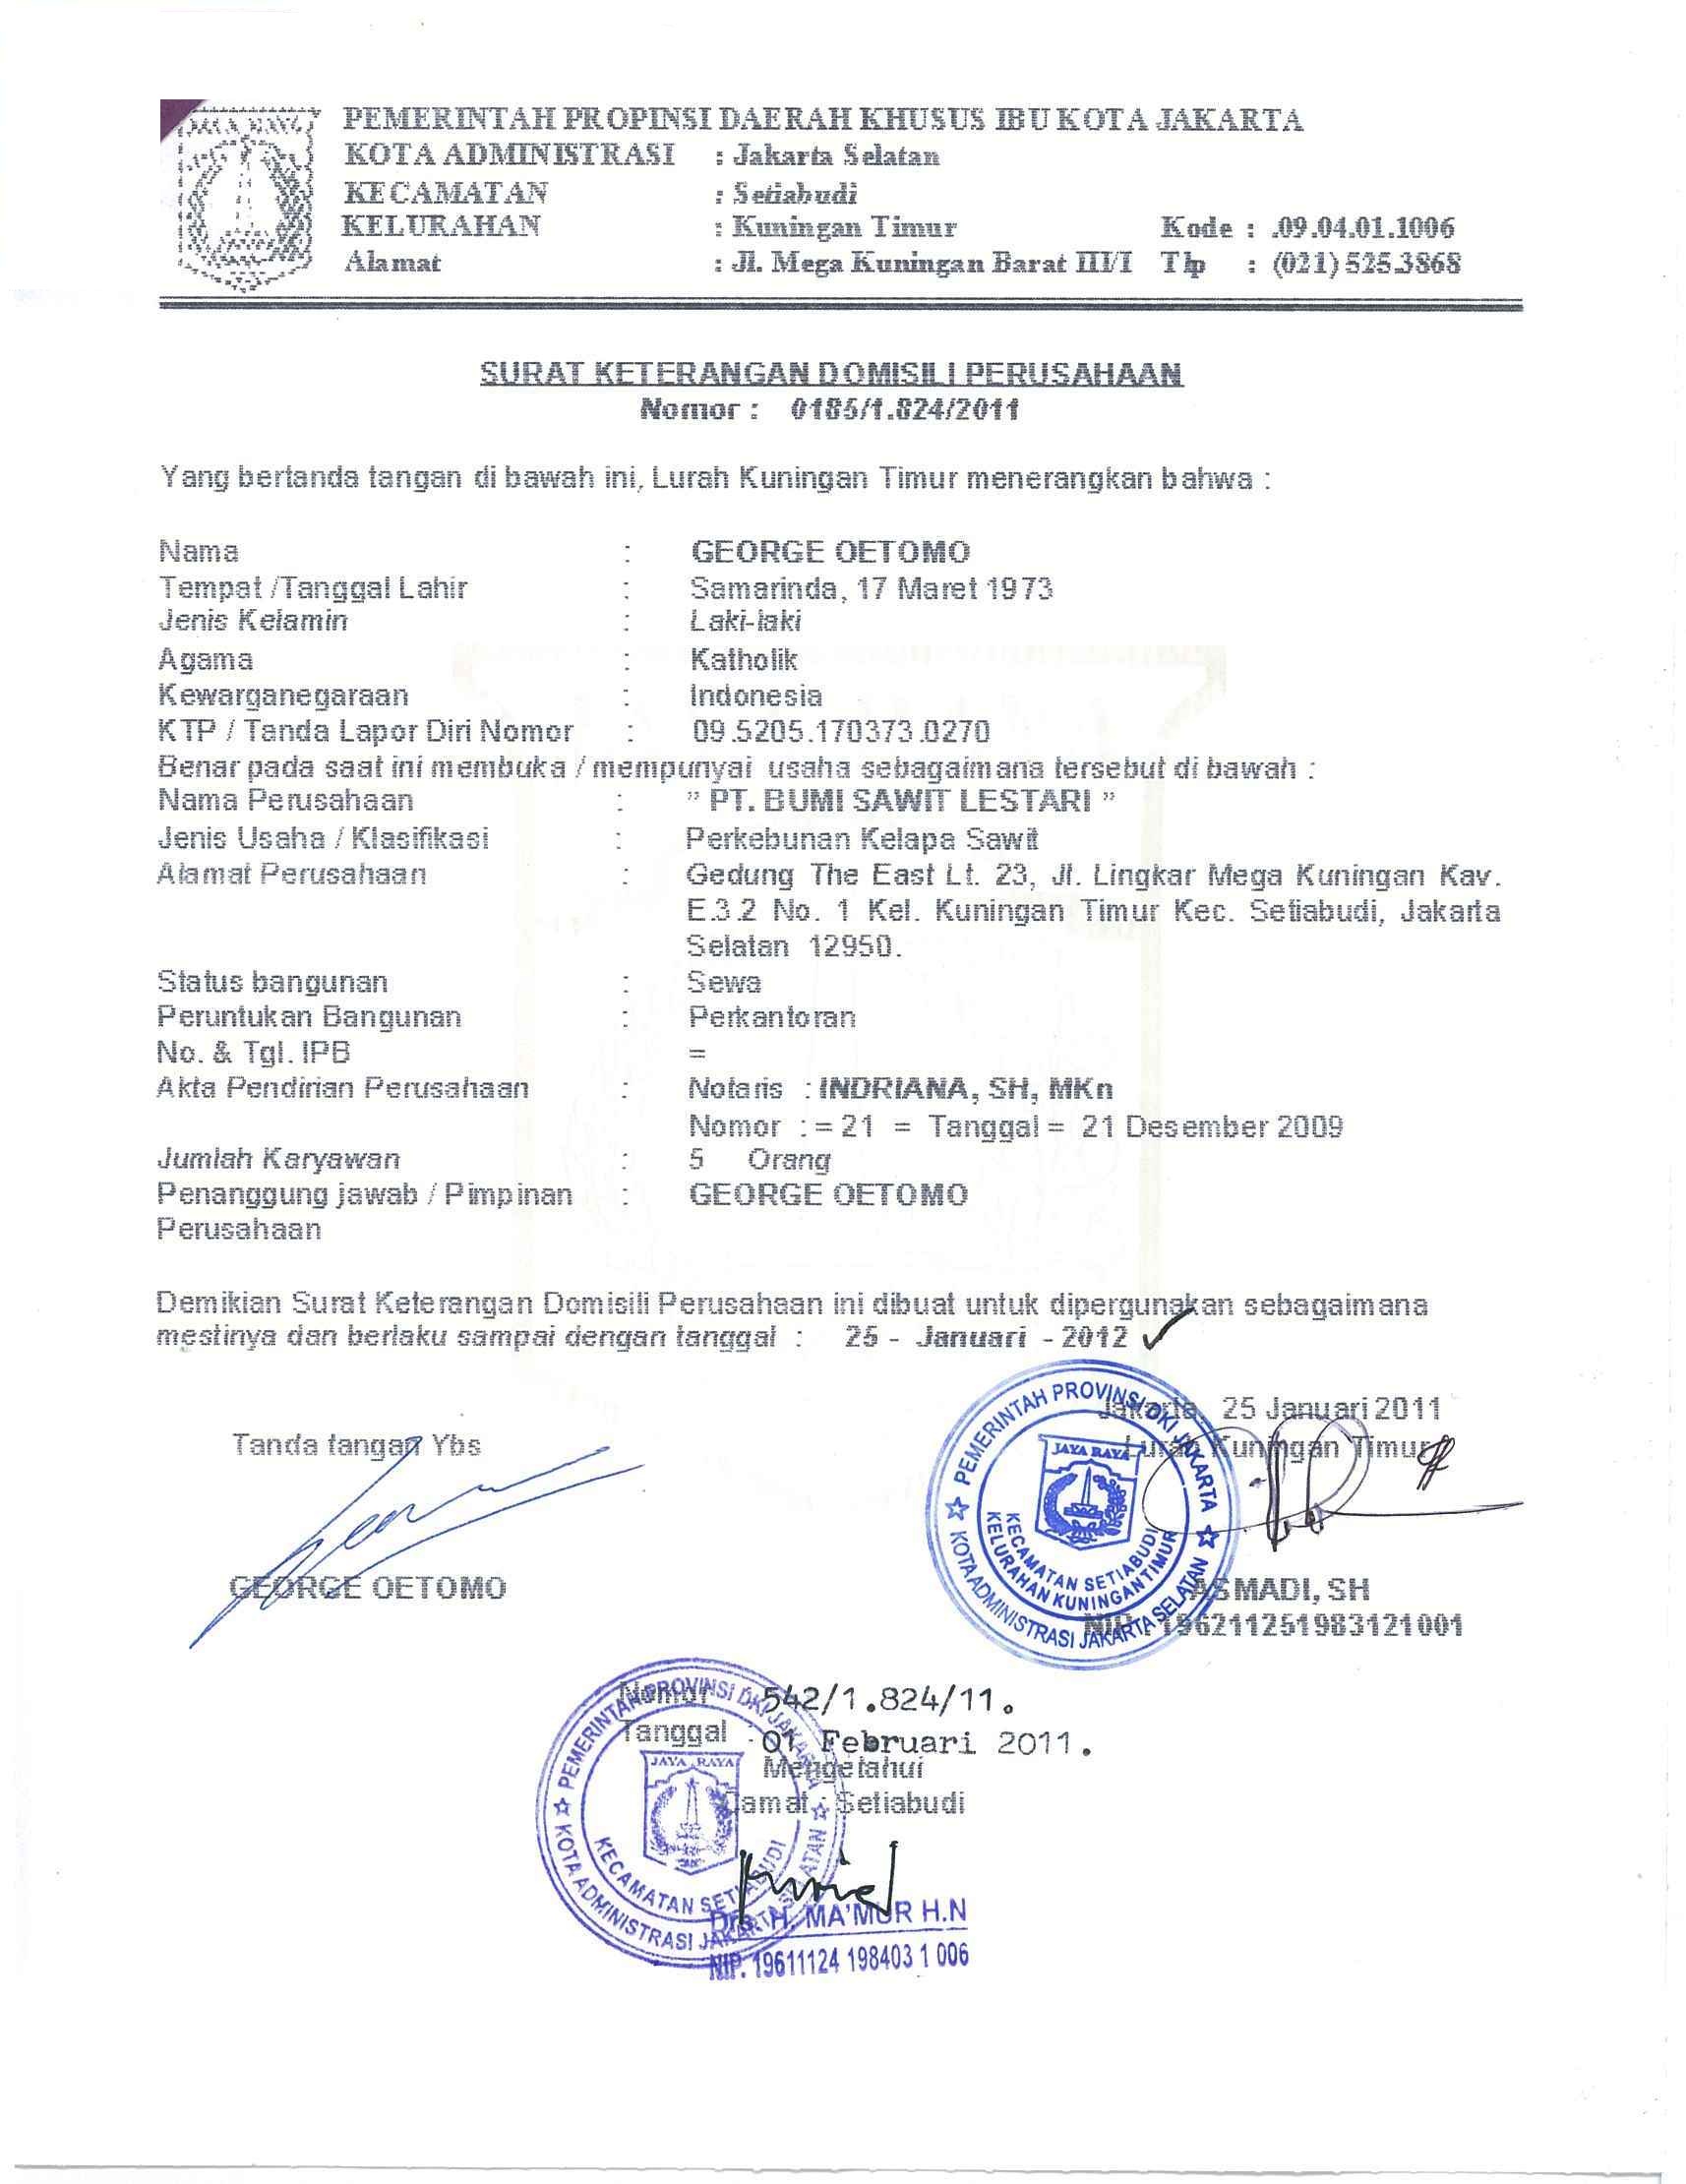 JAYA RAYA
PEMERINTAH PROPINSI DAERAH KHUSUS IBU KOTA JAKARTA
KOTA ADMINISTRASI : Jakarta Selatan
KECAMATAN : Setiabudi
KELURAHAN : Kuningan Timur Kode : .09.04.01.1006
Alamat : Jl. Mega Kuningan Barat III/I Tlp : (021) 525.3868
SURAT KETERANGAN DOMISILI PERUSAHAAN
Nomor : 0185/1.824/2011
Yang bertanda tangan di bawah ini, Lurah Kuningan Timur menerangkan bahwa :
Nama : GEORGE OETOMO
Tempat /Tanggal Lahir : Samarinda, 17 Maret 1973
Jenis Kelamin : Laki-laki
Agama : Katholik
Kewarganegaraan : Indonesia
KTP / Tanda Lapor Diri Nomor : 09.5205.170373.0270
Benar pada saat ini membuka / mempunyai usaha sebagaimana tersebut di bawah :
Nama Perusahaan : ” PT. BUMI SAWIT LESTARI ”
Jenis Usaha / Klasifikasi : Perkebunan Kelapa Sawit
Alamat Perusahaan : Gedung The East Lt. 23, Jl. Lingkar Mega Kuningan Kav.
E.3.2 No. 1 Kel. Kuningan Timur Kec. Setiabudi, Jakarta
Selatan 12950.
Status bangunan : Sewa
Peruntukan Bangunan : Perkantoran
No. & Tgl. IPB =
Akta Pendirian Perusahaan : Notaris : INDRIANA, SH, MKn
Nomor : = 21 = Tanggal = 21 Desember 2009
Jumlah Karyawan : 5 Orang
Penanggung jawab / Pimpinan : GEORGE OETOMO
Perusahaan
Demikian Surat Keterangan Domisili Perusahaan ini dibuat untuk dipergunakan sebagaimana
mestinya dan berlaku sampai dengan tanggal : 25 - Januari - 2012
Jakarta, 25 Januari 2011
Tanda tangan Ybs Lurah Kuningan Timur
PEMERINTAH PROVINSI DKI JAKARTA
JAYA RAYA
KECAMATAN SETIABUDI
KELURAHAN KUNINGAN TIMUR
KOTA ADMINISTRASI JAKARTA SELATAN
GEORGE OETOMO ASMADI, SH
NIP. 196211251983121001
Nomor 542/1.824/11.
Tanggal : 01 Februari 2011.
Mengetahui
Camat : Setiabudi
PEMERINTAH PROVINSI DKI JAKARTA
JAYA RAYA
KECAMATAN SETIABUDI
KOTA ADMINISTRASI JAKARTA SELATAN
Drs. H. MA'MUR H.N
NIP. 19611124 198403 1 006